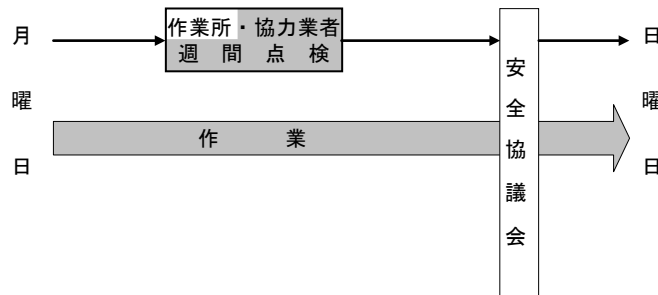 月曜日
作業所・協力業者
週間点検
作業
安全協議会
日曜日